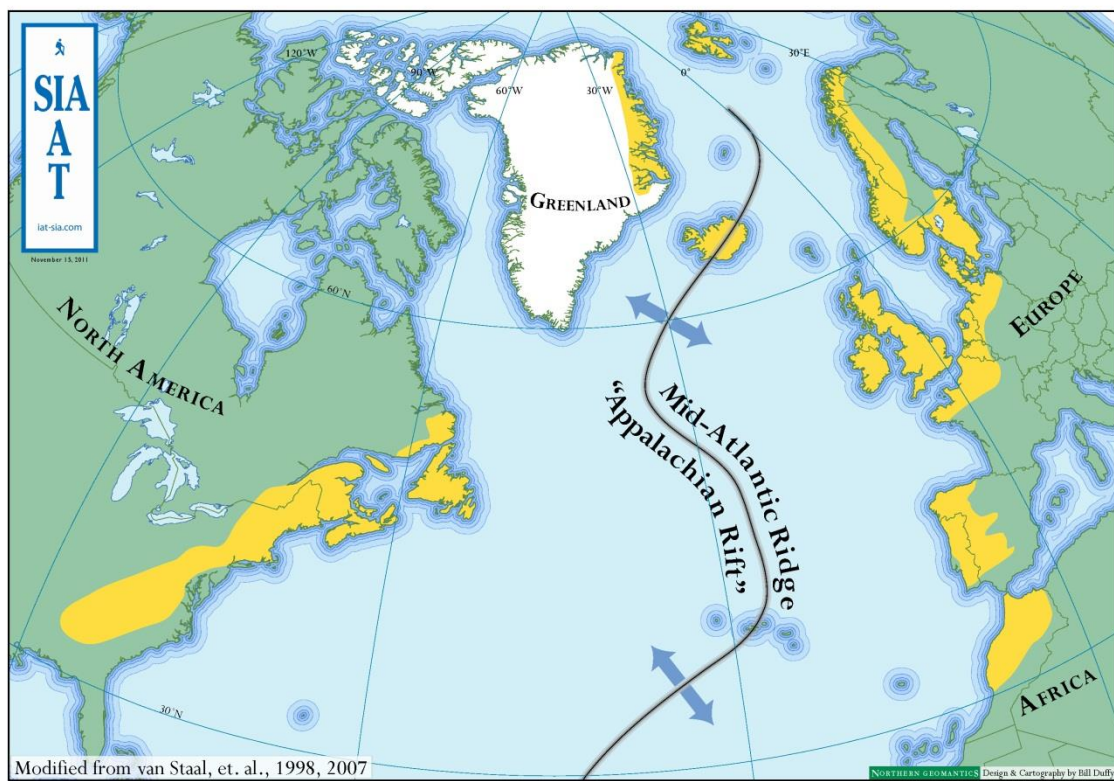 SIA
A
T
iat-sia.com
November 15, 2011
120°W
90°W
60°W
30°W
0°
30°E
GREENLAND
60°N
NORTH AMERICA
EUROPE
Mid-Atlantic Ridge
“Appalachian Rift”
AFRICA
30°N
Modified from van Staal, et. al., 1998, 2007
NORTHERN GEOMANTICS Design & Cartography by Bill Duffy